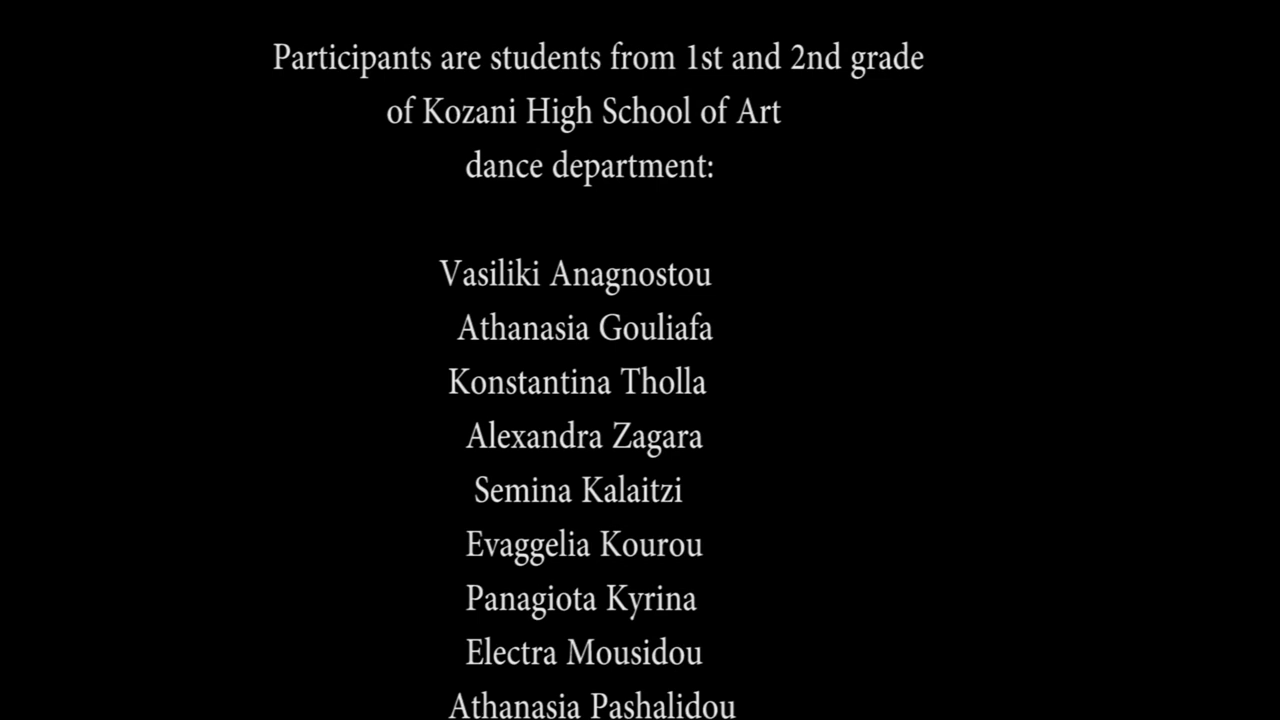 Participants are students from 1st and 2nd grade
of Kozani High School of Art
dance department:
Vasiliki Anagnostou
Athanasia Gouliafa
Konstantina Tholla
Alexandra Zagara
Semina Kalaitzi
Evaggelia Kourou
Panagiota Kyrina
Electra Mousidou
Athanasia Pashalidou